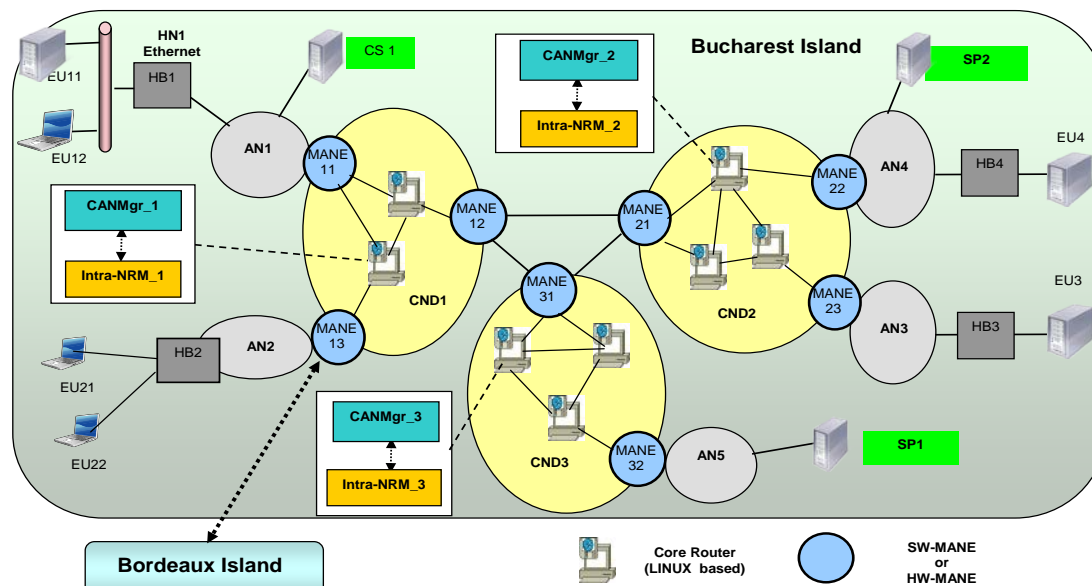 HN1
Ethernet
EU11
HB1
EU12
CS 1
AN1
MANE
11
CANMgr_2
Intra-NRM_2
Bucharest Island
SP2
AN4
EU4
HB4
MANE
22
CANMgr_1
Intra-NRM_1
MANE
12
MANE
21
MANE
31
CND1
CND2
MANE
23
EU3
HB3
AN3
MANE
13
AN2
HB2
EU21
EU22
CANMgr_3
Intra-NRM_3
CND3
MANE
32
AN5
SP1
Bordeaux Island
Core Router
(LINUX based)
SW-MANE
or
HW-MANE